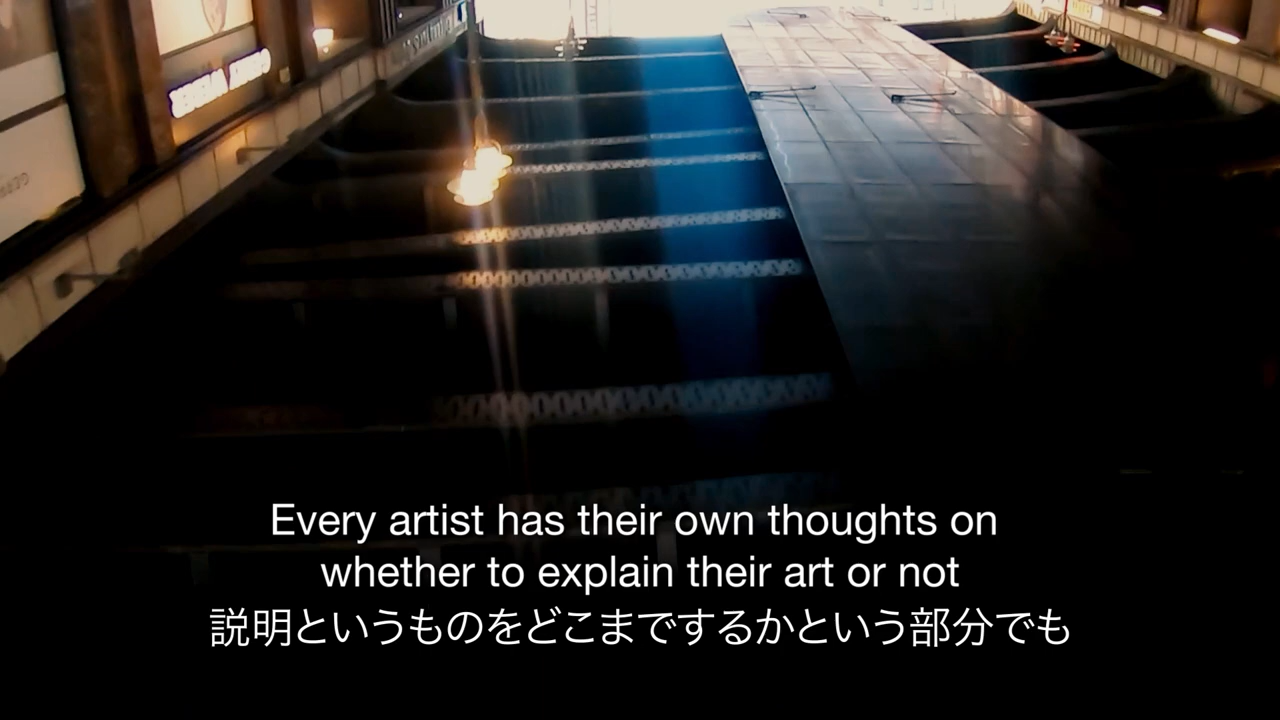 Every artist has their own thoughts on
whether to explain their art or not
説明というものをどこまでするかという部分でも